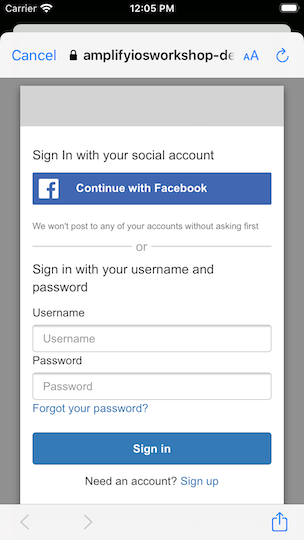 Carrier 12:05 PM
Cancel amplifyiosworkshop-de AA
Sign In with your social account
Continue with Facebook
We won't post to any of your accounts without asking first
or
Sign in with your username and
password
Username
Username
Password
Password
Forgot your password?
Sign in
Need an account? Sign up